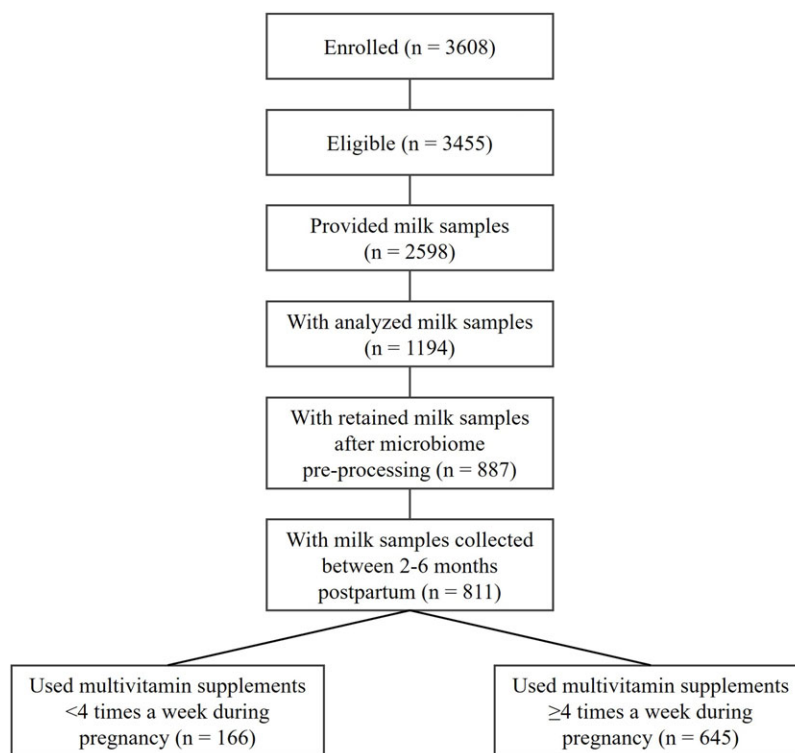 Enrolled (n = 3608)
Eligible (n = 3455)
Provided milk samples
(n = 2598)
With analyzed milk samples
(n = 1194)
With retained milk samples
after microbiome
pre-processing (n = 887)
With milk samples collected
between 2-6 months
postpartum (n = 811)
Used multivitamin supplements
<4 times a week during
pregnancy (n = 166)
Used multivitamin supplements
≥4 times a week during
pregnancy (n = 645)